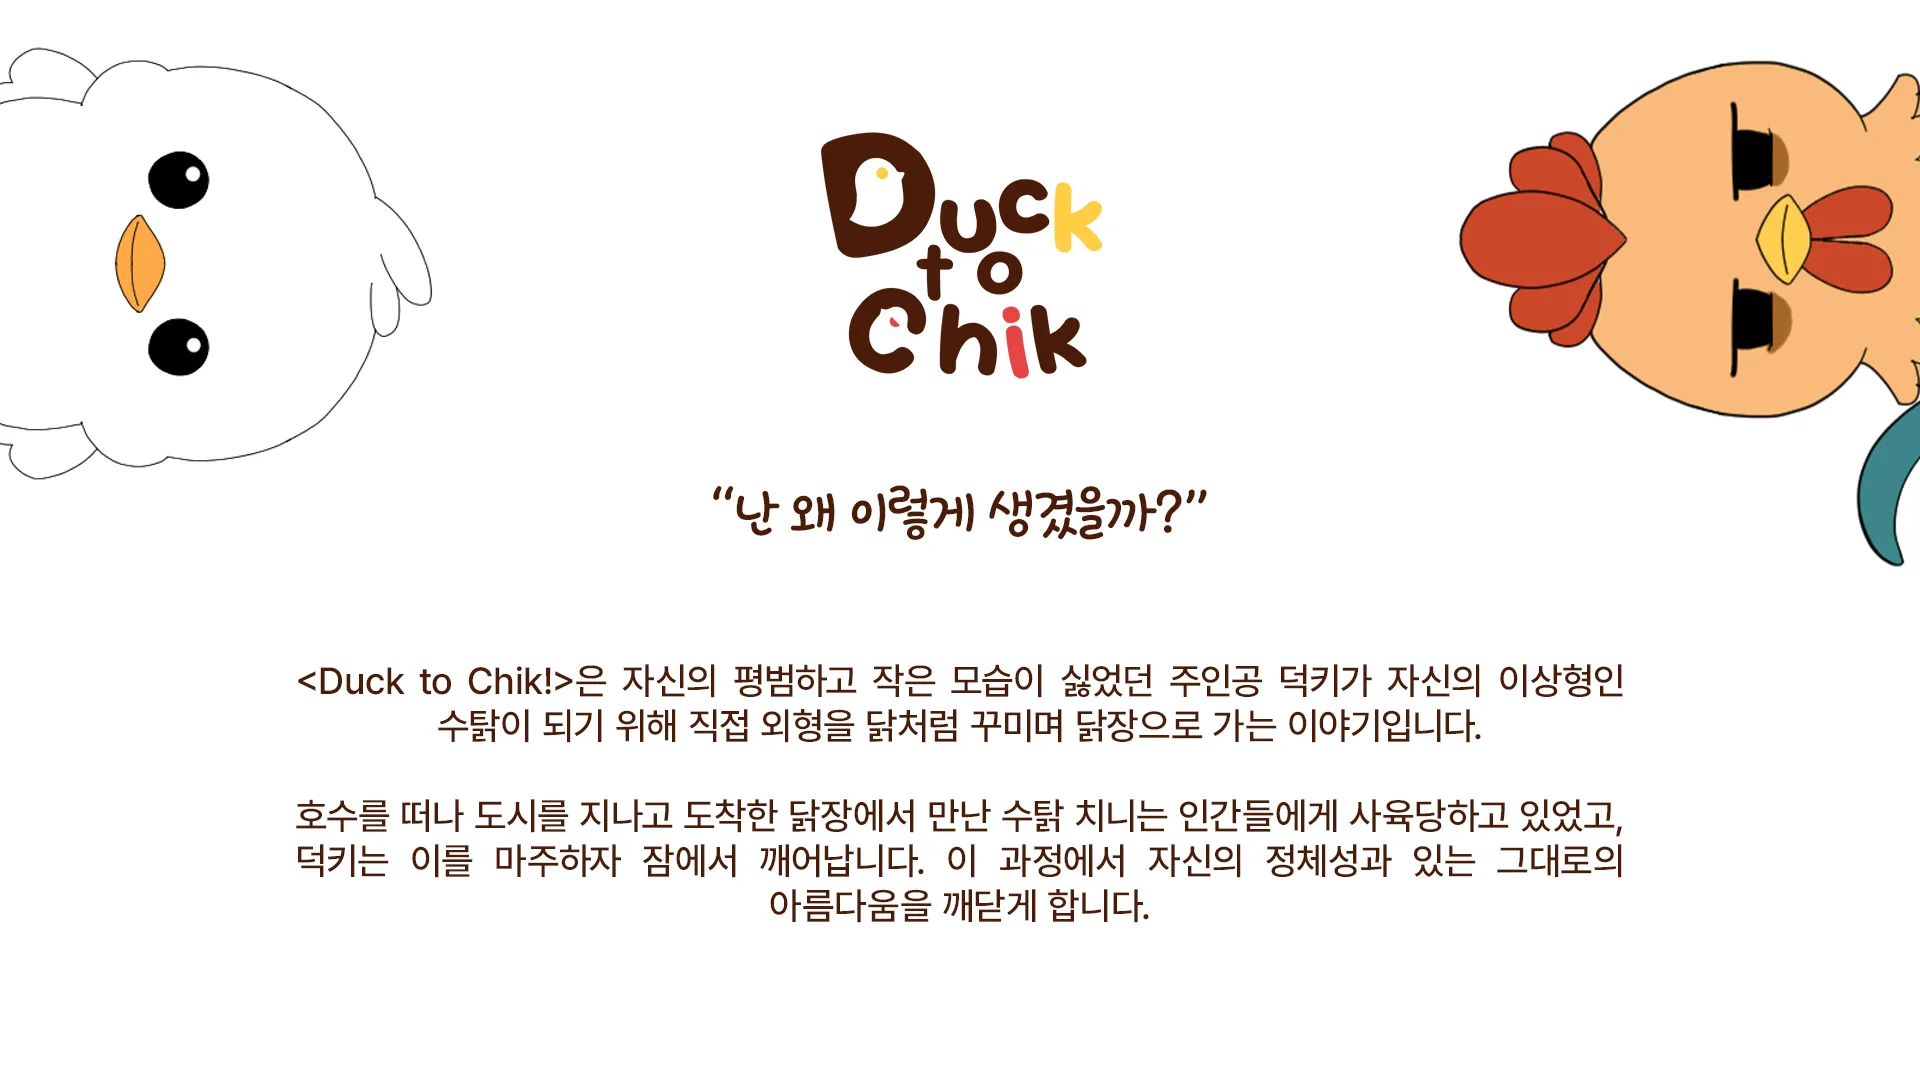 Duck
to
Chik
“난 왜 이렇게 생겼을까?”
<Duck to Chik!>은 자신의 평범하고 작은 모습이 싫었던 주인공 덕키가 자신의 이상형인
수탉이 되기 위해 직접 외형을 닭처럼 꾸미며 닭장으로 가는 이야기입니다.
호수를 떠나 도시를 지나고 도착한 닭장에서 만난 수탉 치니는 인간들에게 사육당하고 있었고,
덕키는 이를 마주하자 잠에서 깨어납니다. 이 과정에서 자신의 정체성과 있는 그대로의
아름다움을 깨닫게 합니다.